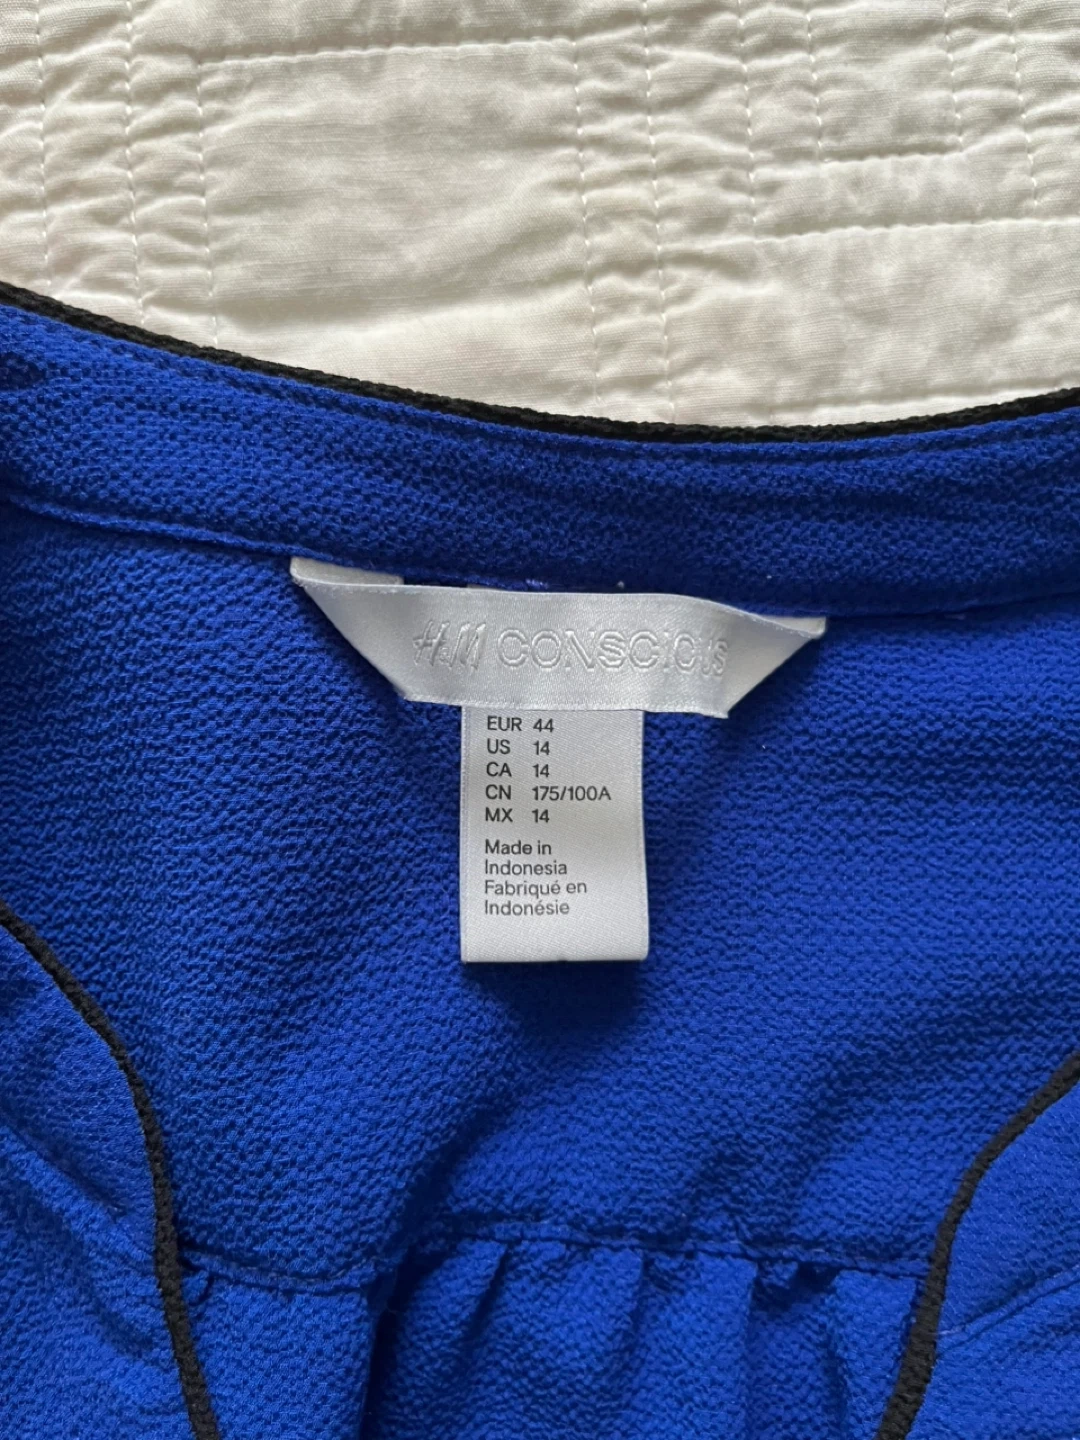 H&M CONSCIOUS
EUR 44
US 14
CA 14
CN 175/100A
MX 14
Made in
Indonesia
Fabriqué en
Indonésie